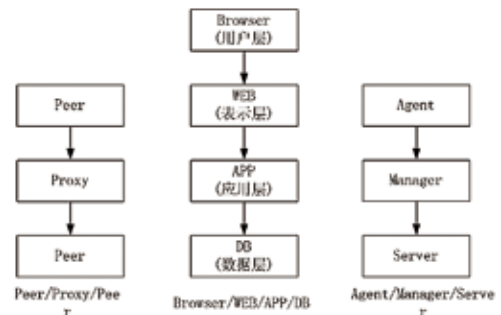 Browser
(用户层)
Peer
WEB
(表示层)
Agent
Proxy
APP
(应用层)
Manager
Peer
DB
(数据层)
Server
Peer/Proxy/Pee
r
Browser/WEB/APP/DB
Agent/Manager/Serve
r